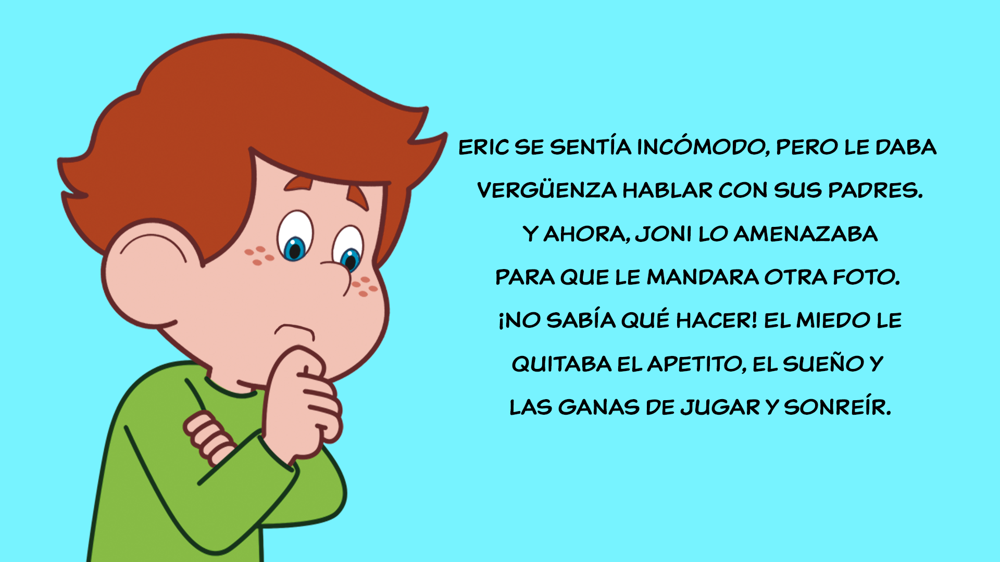 ERIC SE SENTÍA INCÓMODO, PERO LE DABA
VERGÜENZA HABLAR CON SUS PADRES.
Y AHORA, JONI LO AMENAZABA
PARA QUE LE MANDARA OTRA FOTO.
¡NO SABÍA QUÉ HACER! EL MIEDO LE
QUITABA EL APETITO, EL SUEÑO Y
LAS GANAS DE JUGAR Y SONREÍR.